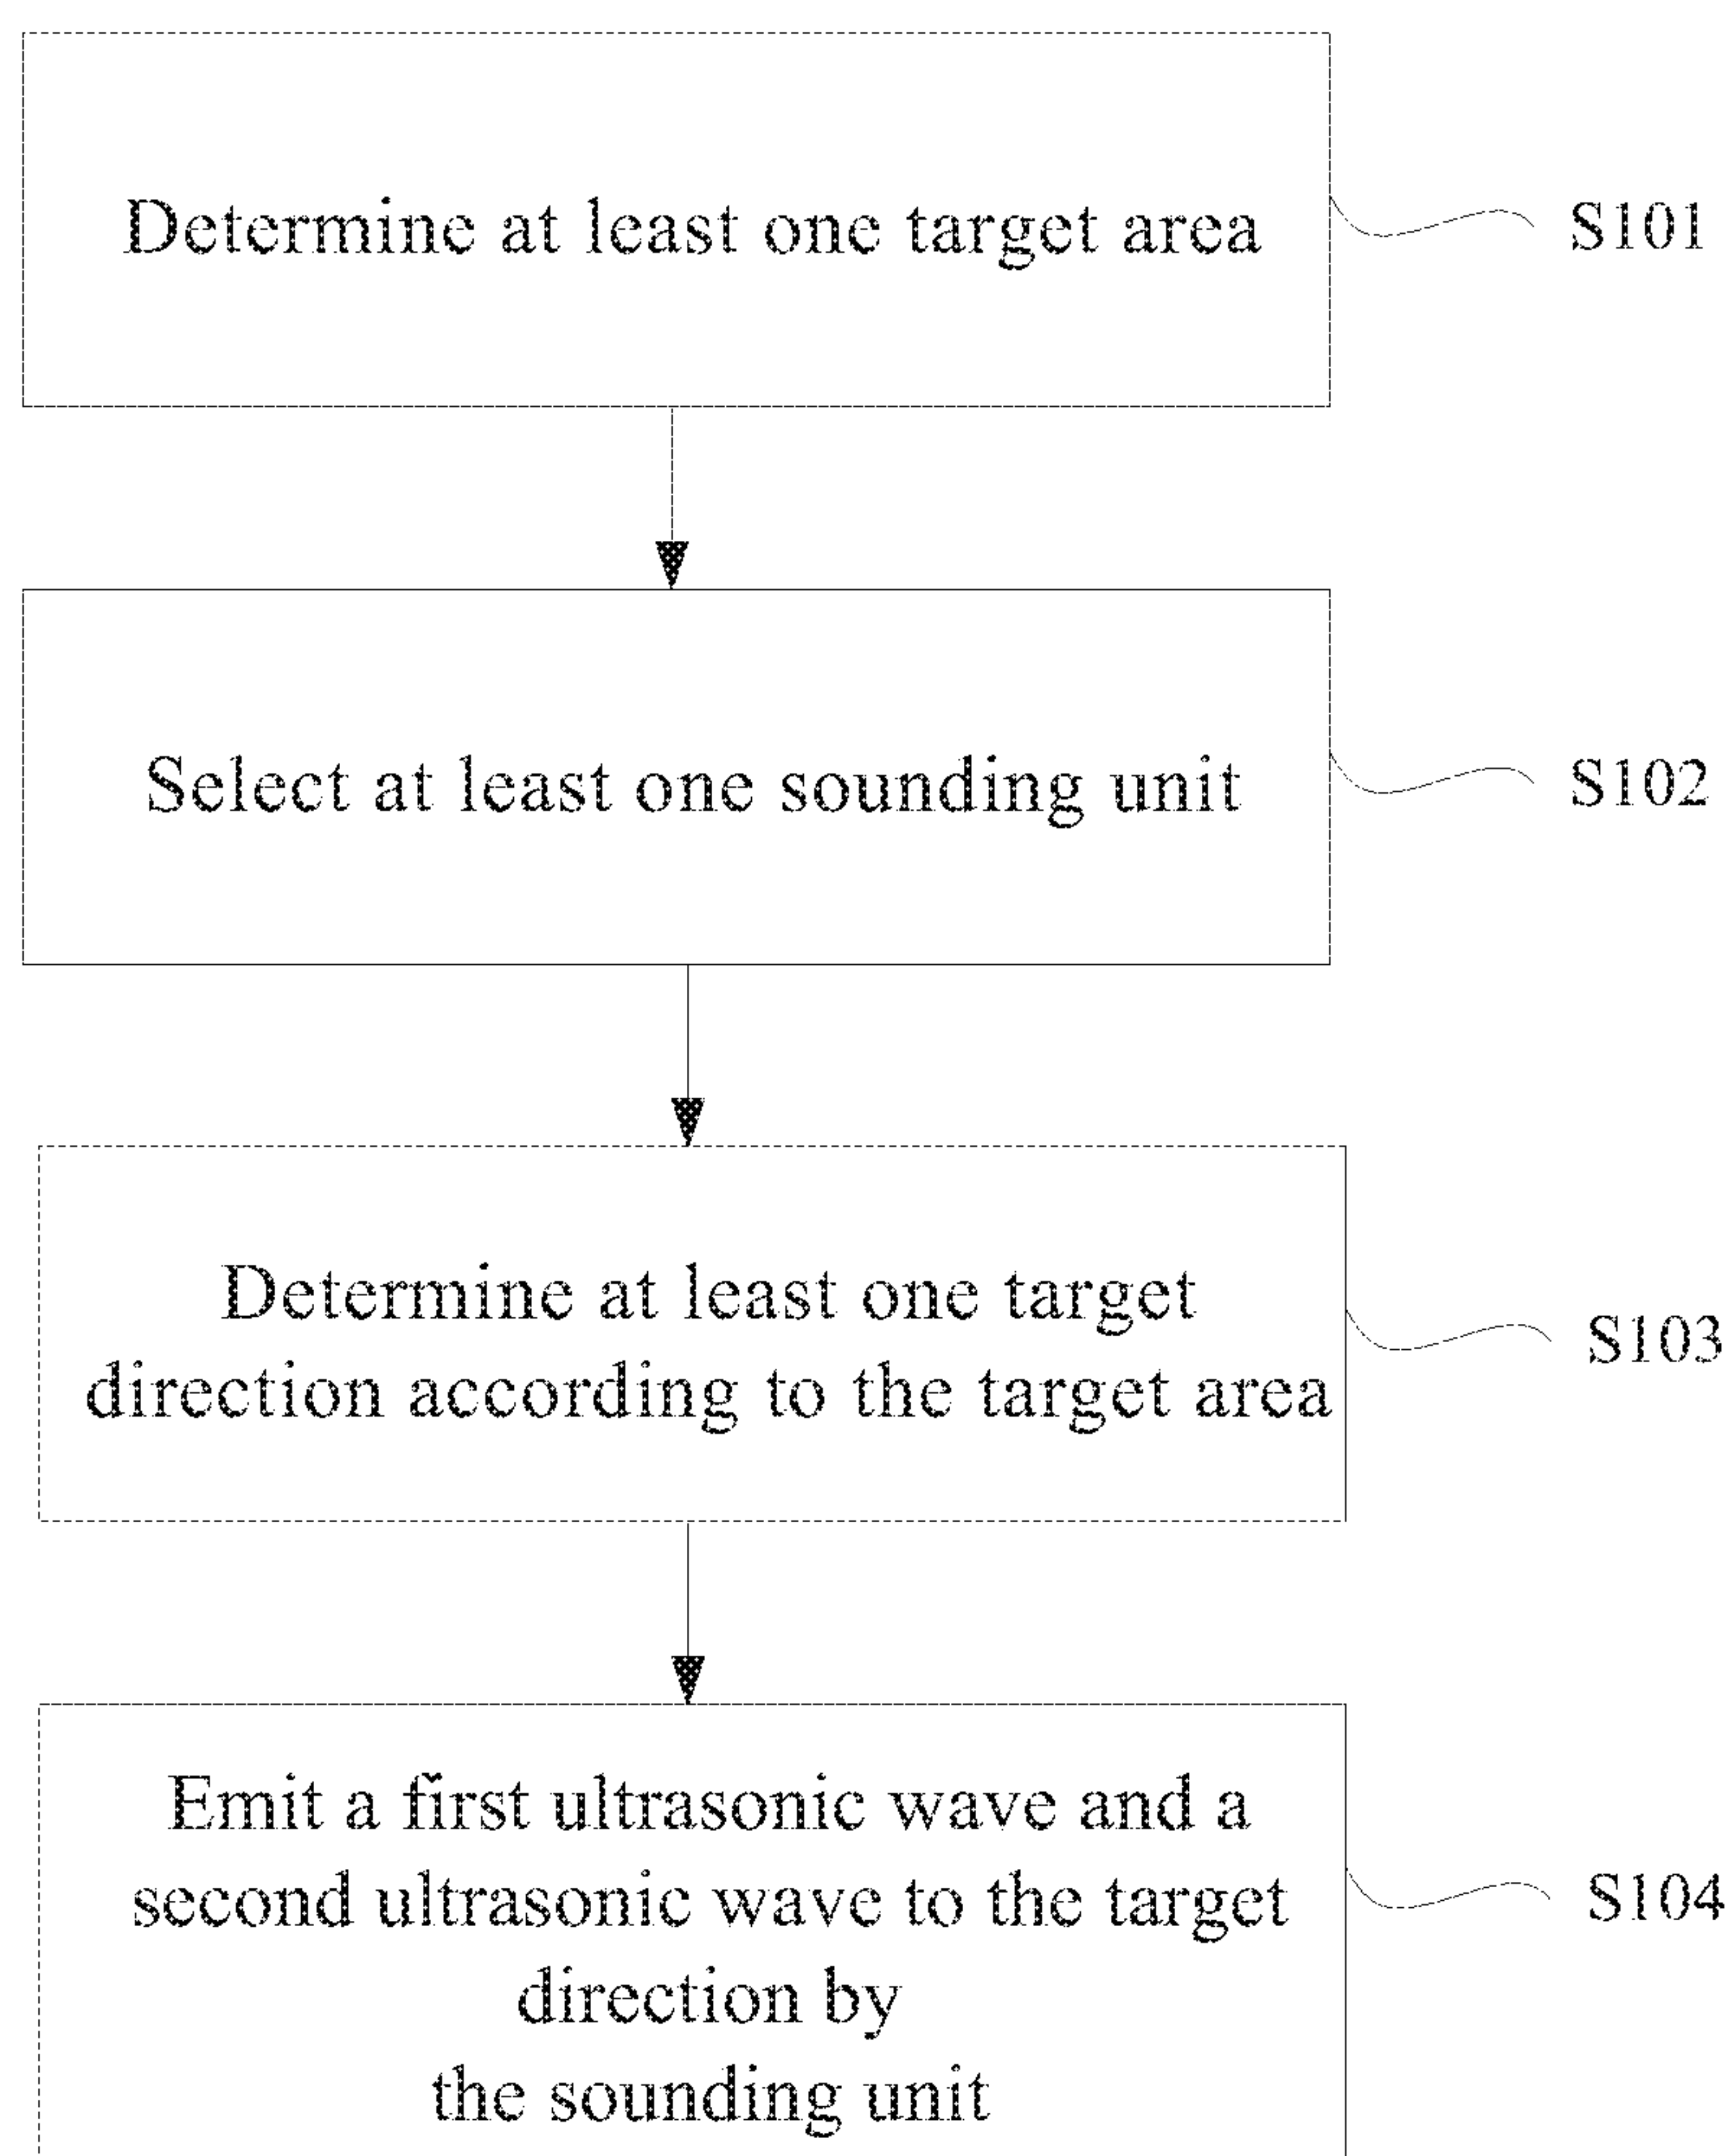 Determine at least one target area
S101
Select at least one sounding unit
S102
Determine at least one target
direction according to the target area
S103
Emit a first ultrasonic wave and a
second ultrasonic wave to the target
direction by
the sounding unit
S104